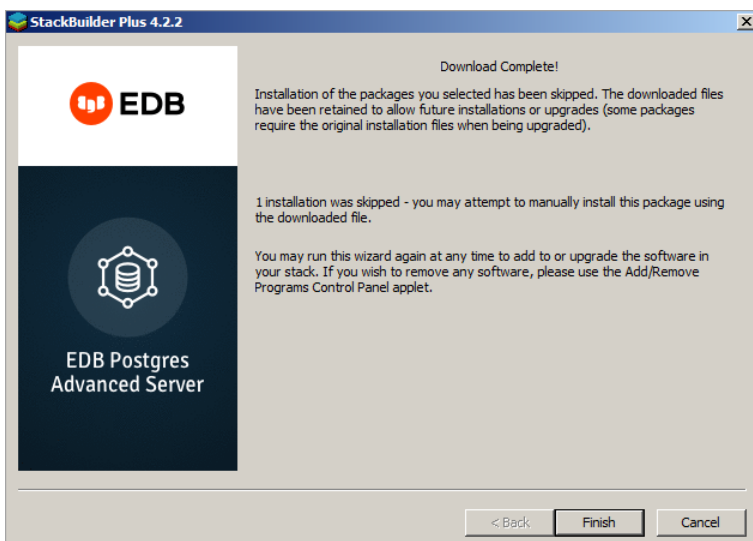 StackBuilder Plus 4.2.2
EDB
Download Complete!
Installation of the packages you selected has been skipped. The downloaded files
have been retained to allow future installations or upgrades (some packages
require the original installation files when being upgraded).
1 installation was skipped - you may attempt to manually install this package using
the downloaded file.
You may run this wizard again at any time to add to or upgrade the software in
your stack. If you wish to remove any software, please use the Add/Remove
Programs Control Panel applet.
EDB Postgres
Advanced Server
< Back
Finish
Cancel